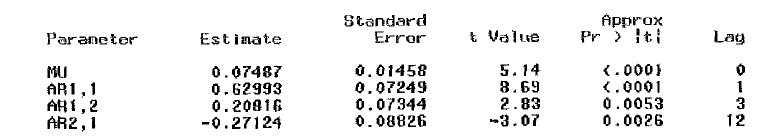 Standard Approx
Parameter Estimate Error t Value Pr > |t| Lag
MU 0.07487 0.01458 5.14 <.0001 0
AR1,1 0.62993 0.07249 8.69 <.0001 1
AR1,2 0.20816 0.07344 2.83 0.0053 3
AR2,1 -0.27124 0.08826 -3.07 0.0026 12